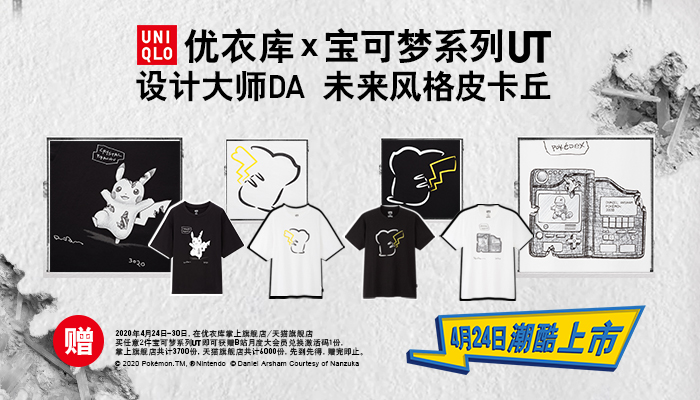 UNI
QLO
优衣库 x 宝可梦系列UT
设计大师DA 未来风格皮卡丘
CRYSTAL
3020
POKÉDEX
赠
2020年4月24日-30日，在优衣库掌上旗舰店/天猫旗舰店
买任意2件宝可梦系列UT即可获赠B站月度大会员兑换激活码1份，
掌上旗舰店共计3700份，天猫旗舰店共计6000份，先到先得，赠完即止。
© 2020 Pokémon.TM, ®Nintendo © Daniel Arsham Courtesy of Nanzuka
4月24日 潮酷上市